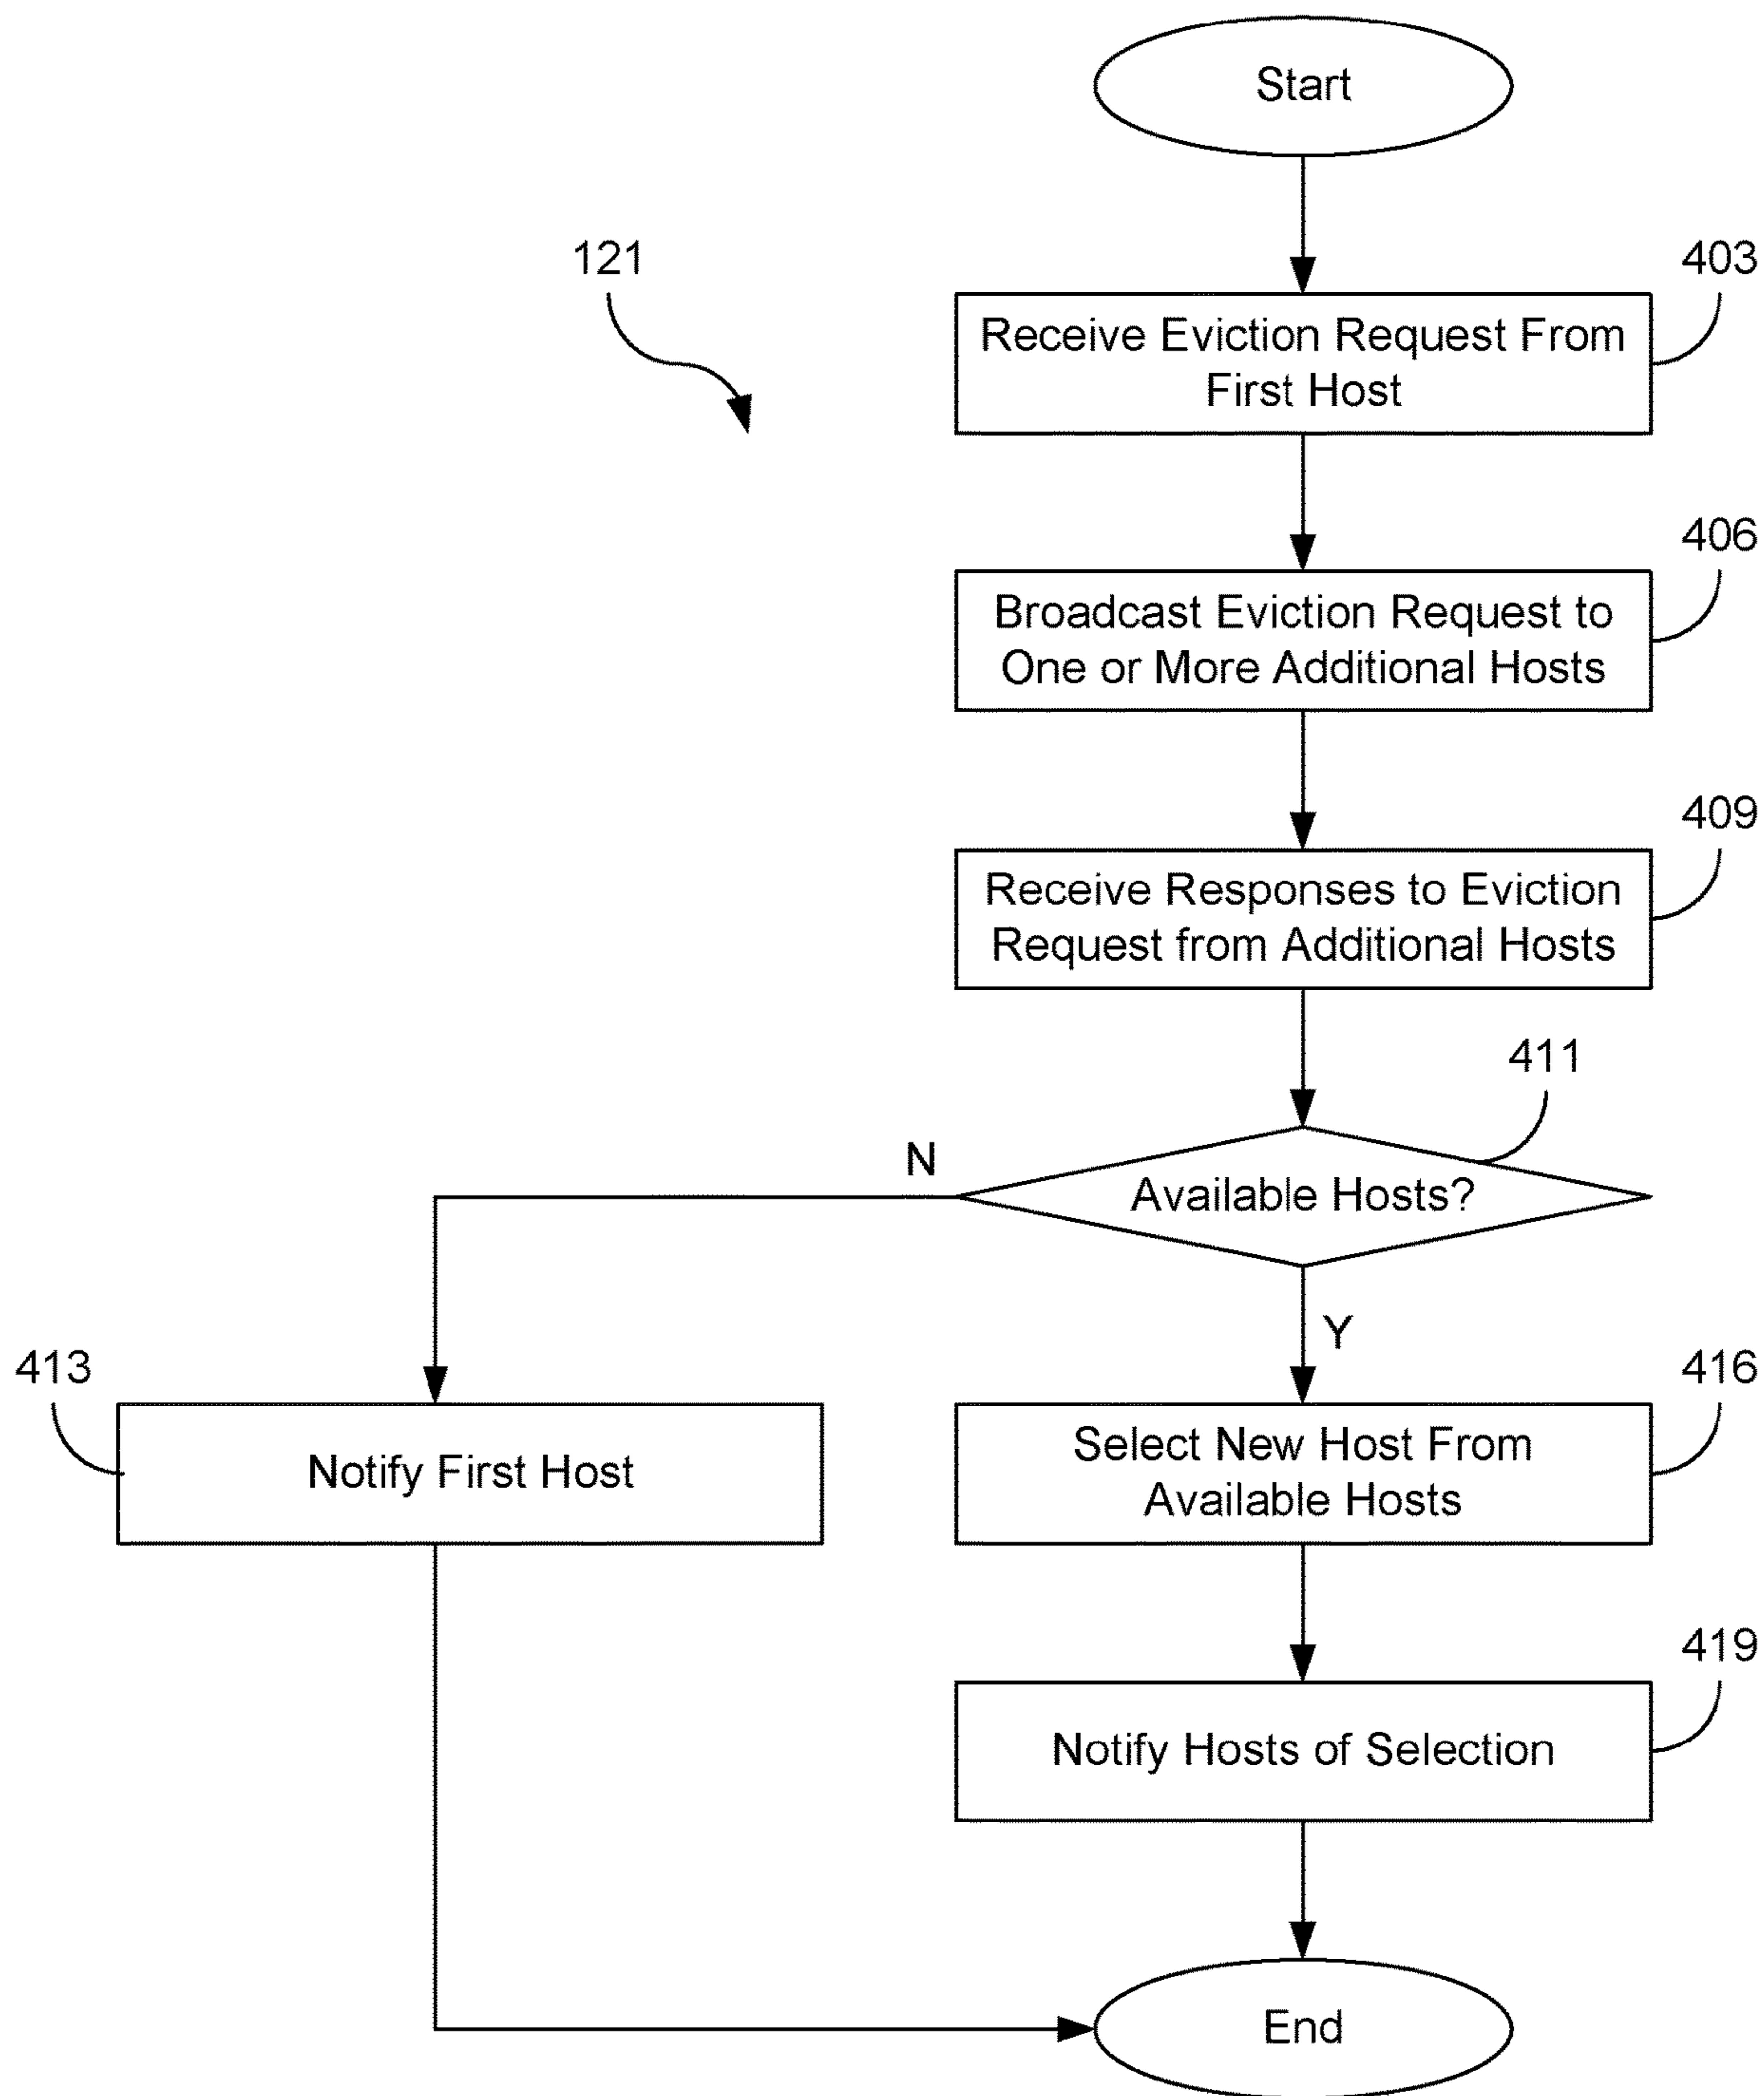 Start
121
403
Receive Eviction Request From
First Host
406
Broadcast Eviction Request to
One or More Additional Hosts
409
Receive Responses to Eviction
Request from Additional Hosts
411
N
Available Hosts?
Y
413
Notify First Host
416
Select New Host From
Available Hosts
419
Notify Hosts of Selection
End